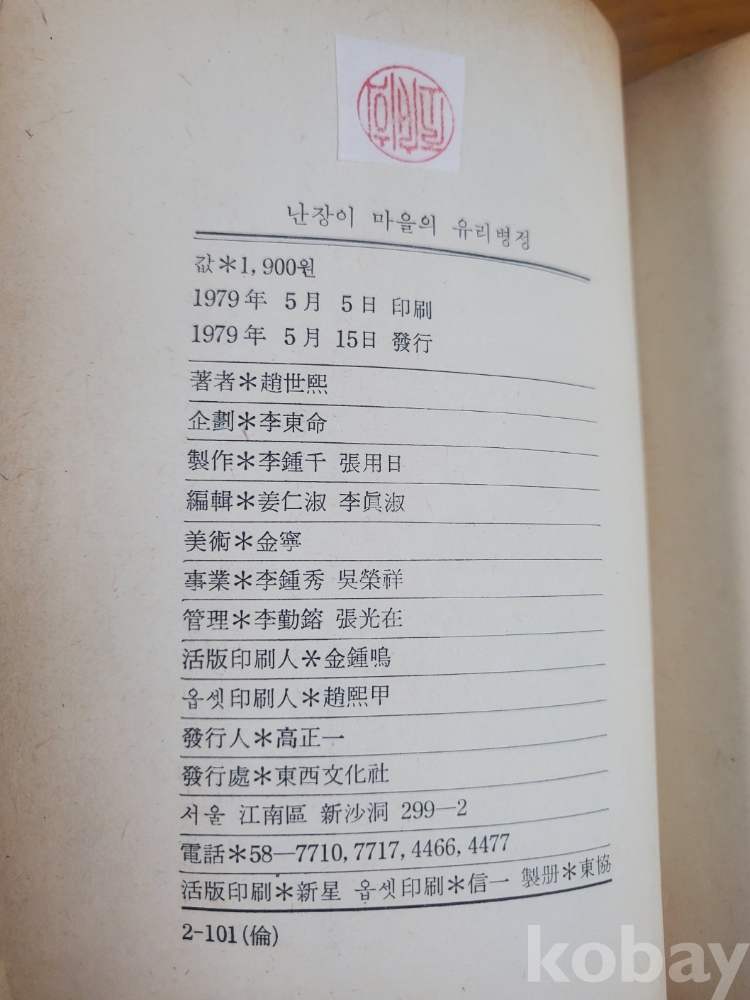 난장이 마을의 유리병정
값＊1,900원
1979年 5月 5日 印刷
1979年 5月 15日 發行
著者＊趙世熙
企劃＊李東命
製作＊李鍾千 張用日
編輯＊姜仁淑 李眞淑
美術＊金寧
事業＊李鍾秀 吳榮祥
管理＊李勤鎔 張光在
活版印刷人＊金鍾鳴
옵셋印刷人＊趙熙甲
發行人＊高正一
發行處＊東西文化社
서울 江南區 新沙洞 299—2
電話＊58—7710, 7717, 4466, 4477
活版印刷＊新星 옵셋印刷＊信一 製册＊東協
2-101(倫)
kobay